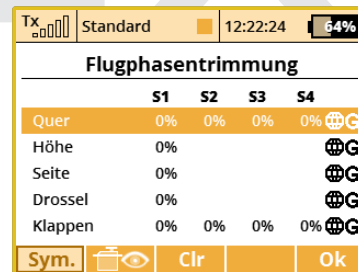 Tx Standard 12:22:24 64%
Flugphasentrimmung
S1 S2 S3 S4
Quer 0% 0% 0% 0% G
Höhe 0% G
Seite 0% G
Drossel 0% G
Klappen 0% 0% 0% 0% G
Sym. Clr Ok